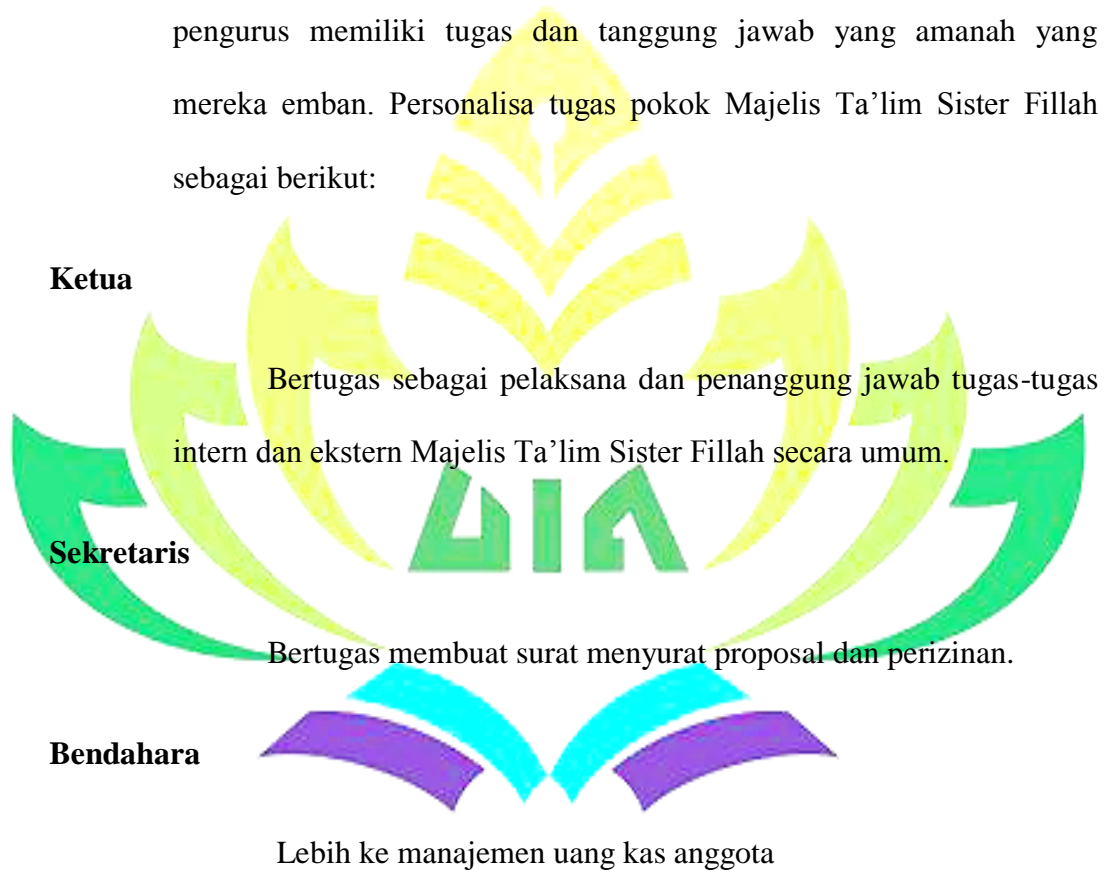 pengurus memiliki tugas dan tanggung jawab yang amanah yang
mereka emban. Personalisa tugas pokok Majelis Ta’lim Sister Fillah
sebagai berikut:
Ketua
Bertugas sebagai pelaksana dan penanggung jawab tugas-tugas
intern dan ekstern Majelis Ta’lim Sister Fillah secara umum.
UIN
Sekretaris
Bertugas membuat surat menyurat proposal dan perizinan.
Bendahara
Lebih ke manajemen uang kas anggota